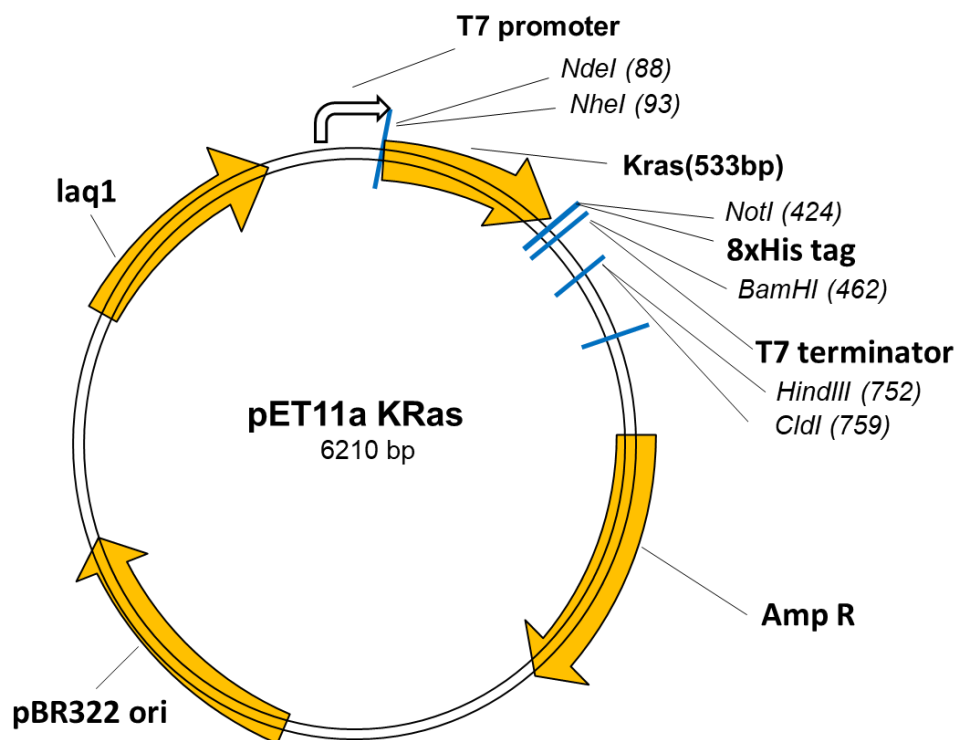 T7 promoter
NdeI (88)
NheI (93)
Kras(533bp)
laq1
NotI (424)
8xHis tag
BamHI (462)
T7 terminator
HindIII (752)
CldI (759)
pET11a KRas
6210 bp
Amp R
pBR322 ori